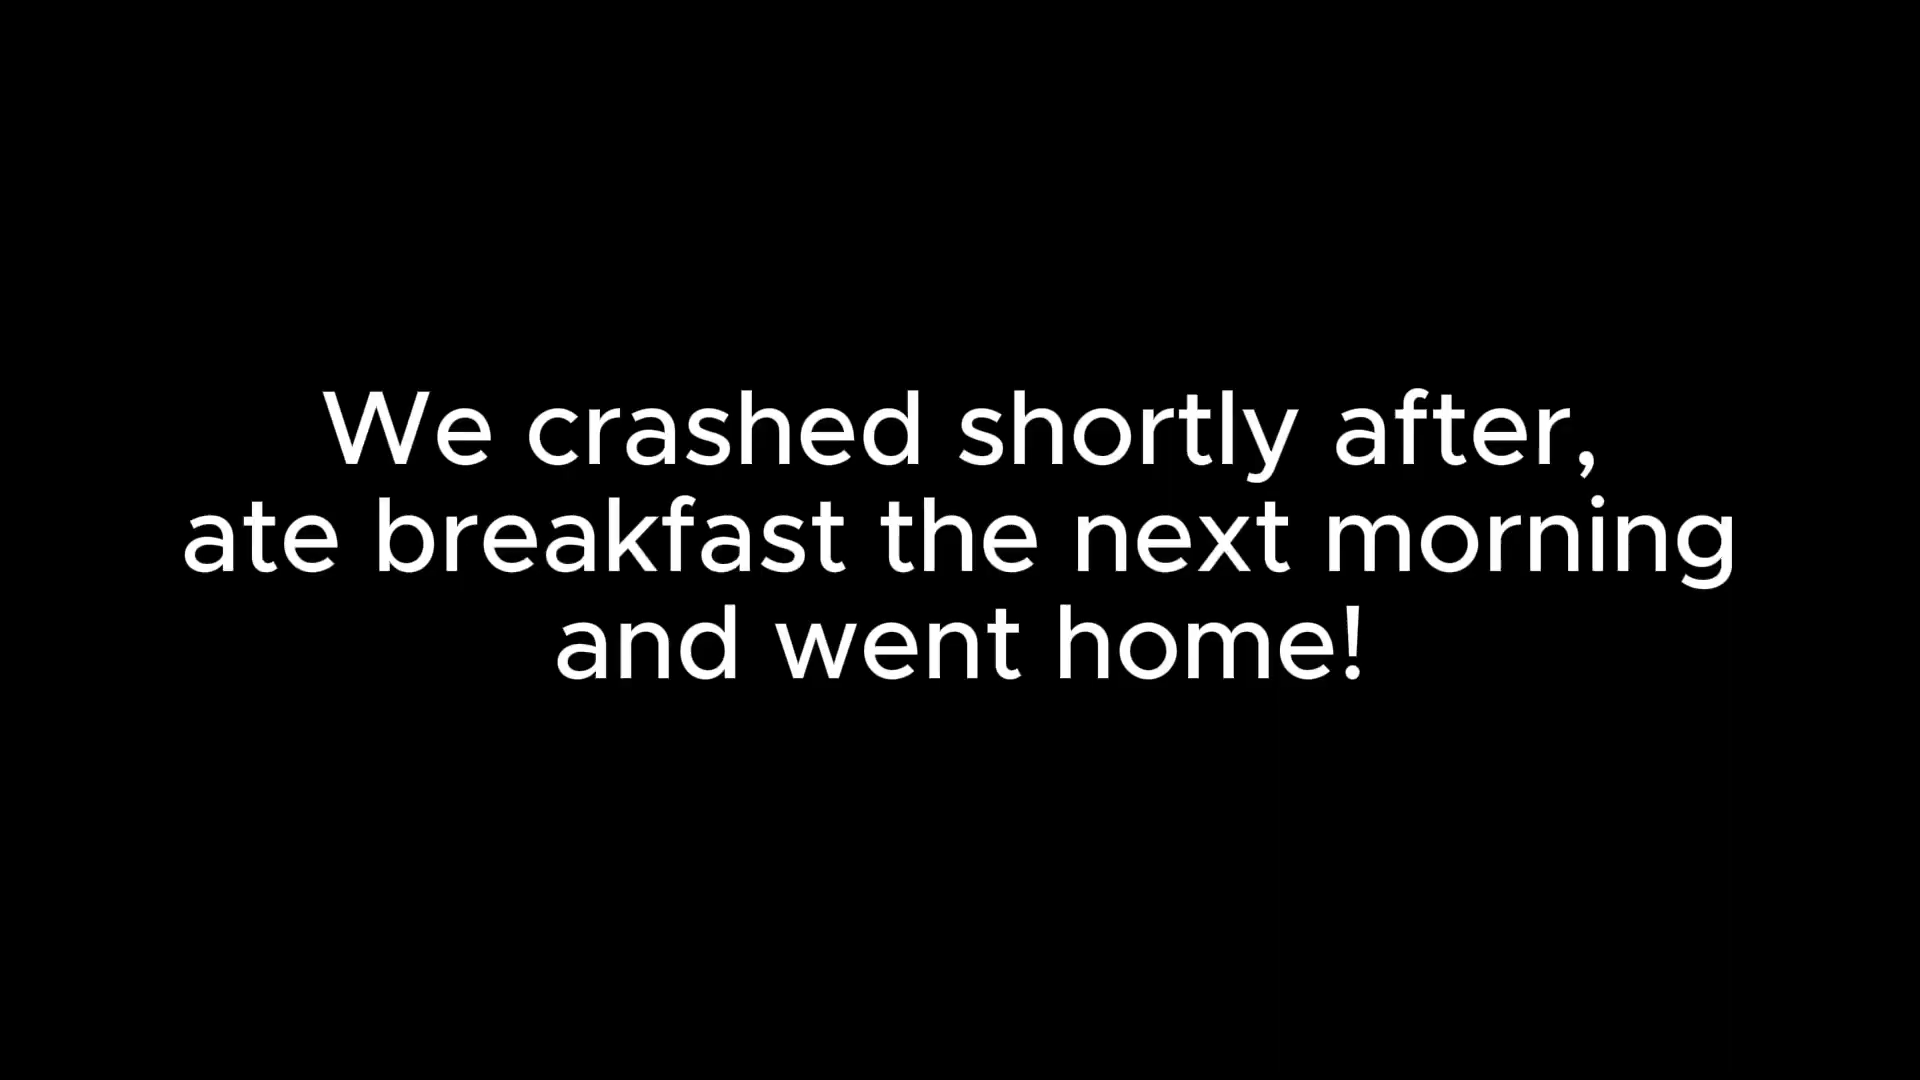 We crashed shortly after,
ate breakfast the next morning
and went home!